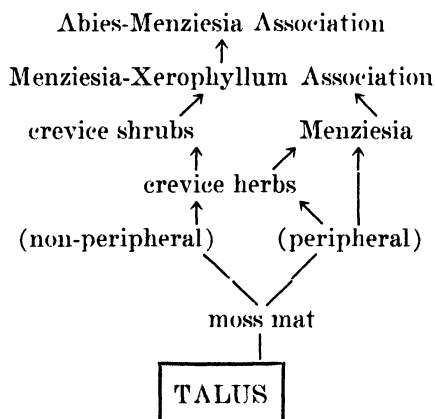 Abies-Menziesia Association
Menziesia-Xerophyllum Association
crevice shrubs Menziesia
crevice herbs
(non-peripheral) (peripheral)
moss mat
TALUS